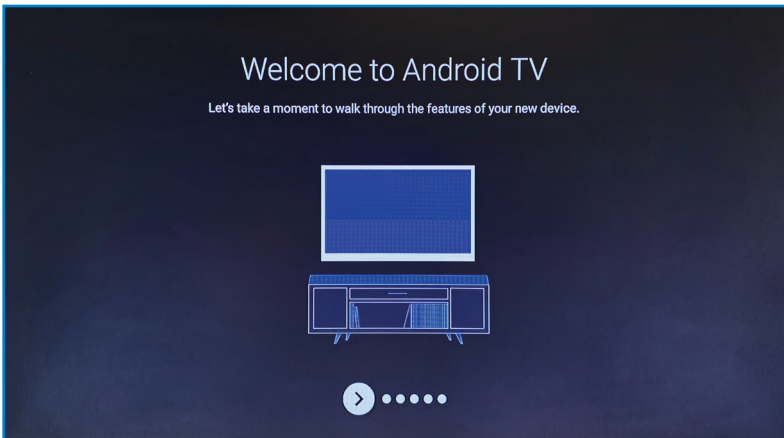 Welcome to Android TV
Let's take a moment to walk through the features of your new device.